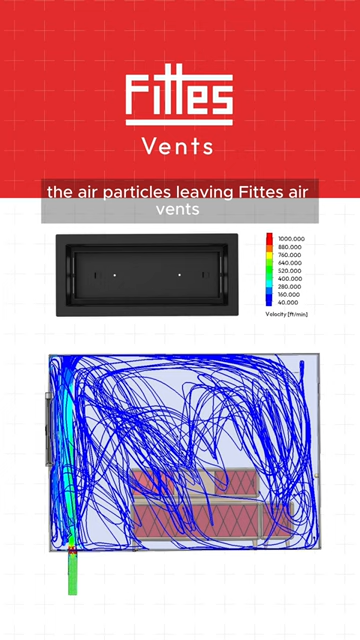 Fittes
Vents
the air particles leaving Fittes air
vents
1000.000
880.000
760.000
640.000
520.000
400.000
280.000
160.000
40.000
Velocity [ft/min]